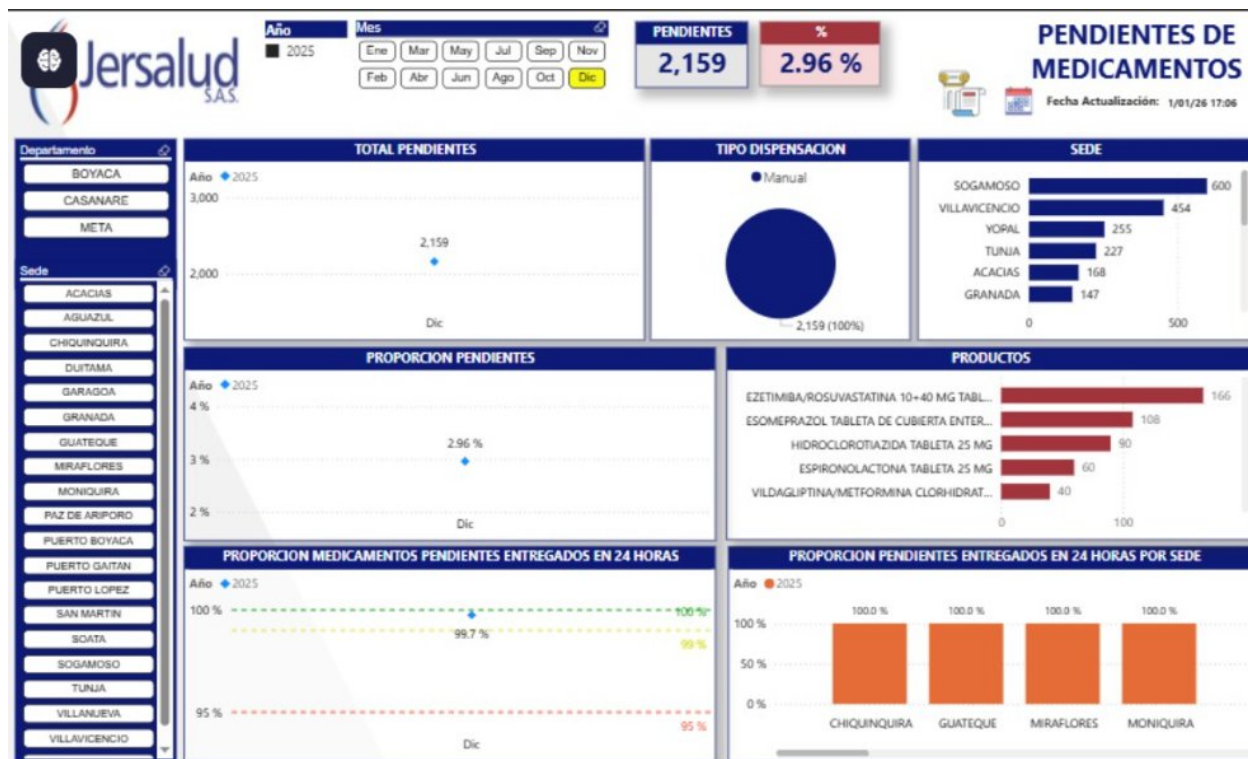 Jersalud
S.A.S.
Año
2025
Mes
Ene Mar May Jul Sep Nov
Feb Abr Jun Ago Oct Dic
PENDIENTES
2,159
%
2.96 %
PENDIENTES DE
MEDICAMENTOS
Fecha Actualización: 1/01/26 17:06
Departamento
BOYACA
CASANARE
META
Sede
ACACIAS
AGUAZUL
CHIQUINQUIRA
DUITAMA
GARAGOA
GRANADA
GUATEQUE
MIRAFLORES
MONIQUIRA
PAZ DE ARIPORO
PUERTO BOYACA
PUERTO GAITAN
PUERTO LOPEZ
SAN MARTIN
SOATA
SOGAMOSO
TUNJA
VILLANUEVA
VILLAVICENCIO
TOTAL PENDIENTES
Año 2025
3,000
2,159
2,000
Dic
TIPO DISPENSACION
Manual
2,159 (100%)
SEDE
SOGAMOSO 600
VILLAVICENCIO 454
YOPAL 255
TUNJA 227
ACACIAS 168
GRANADA 147
0 500
PROPORCION PENDIENTES
Año 2025
4 %
2.96 %
3 %
2 %
Dic
PRODUCTOS
EZETIMIBA/ROSUVASTATINA 10+40 MG TABL... 166
ESOMEPRAZOL TABLETA DE CUBIERTA ENTER... 108
HIDROCLOROTIAZIDA TABLETA 25 MG 90
ESPIRONOLACTONA TABLETA 25 MG 60
VILDAGLIPTINA/METFORMINA CLORHIDRAT... 40
0 100
PROPORCION MEDICAMENTOS PENDIENTES ENTREGADOS EN 24 HORAS
Año 2025
100 % 100 %
99.7 %
99 %
95 % 95 %
Dic
PROPORCION PENDIENTES ENTREGADOS EN 24 HORAS POR SEDE
Año 2025
100.0 % 100.0 % 100.0 % 100.0 %
100 %
50 %
0 %
CHIQUINQUIRA GUATEQUE MIRAFLORES MONIQUIRA